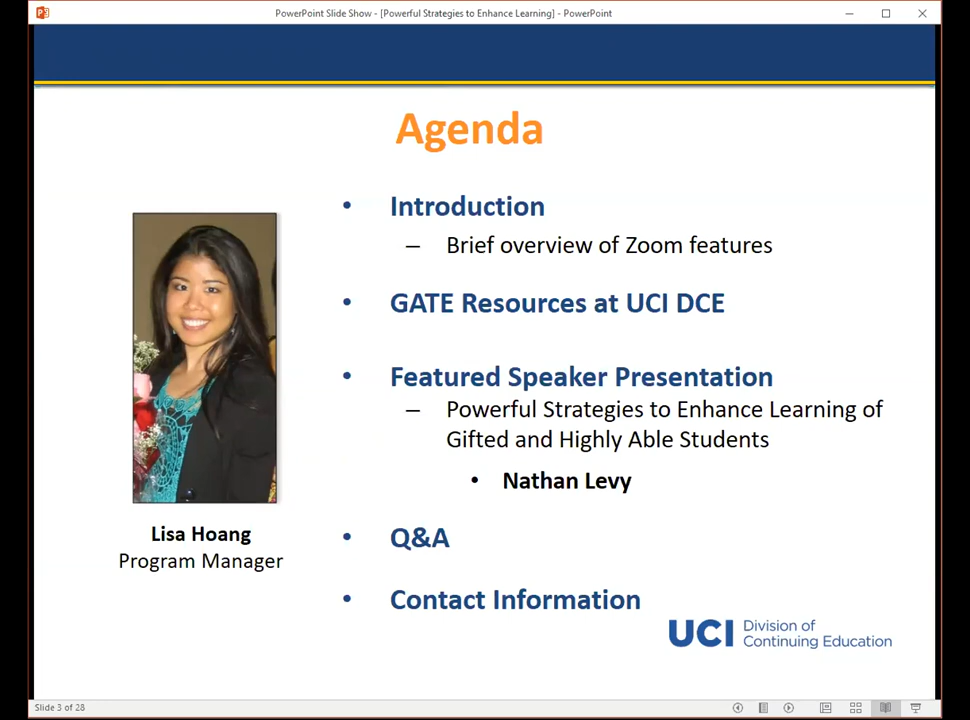 PowerPoint Slide Show - [Powerful Strategies to Enhance Learning] - PowerPoint
Agenda
• Introduction
– Brief overview of Zoom features
• GATE Resources at UCI DCE
• Featured Speaker Presentation
– Powerful Strategies to Enhance Learning of
Gifted and Highly Able Students
• Nathan Levy
• Q&A
• Contact Information
Lisa Hoang
Program Manager
UCI Division of
Continuing Education
Slide 3 of 28